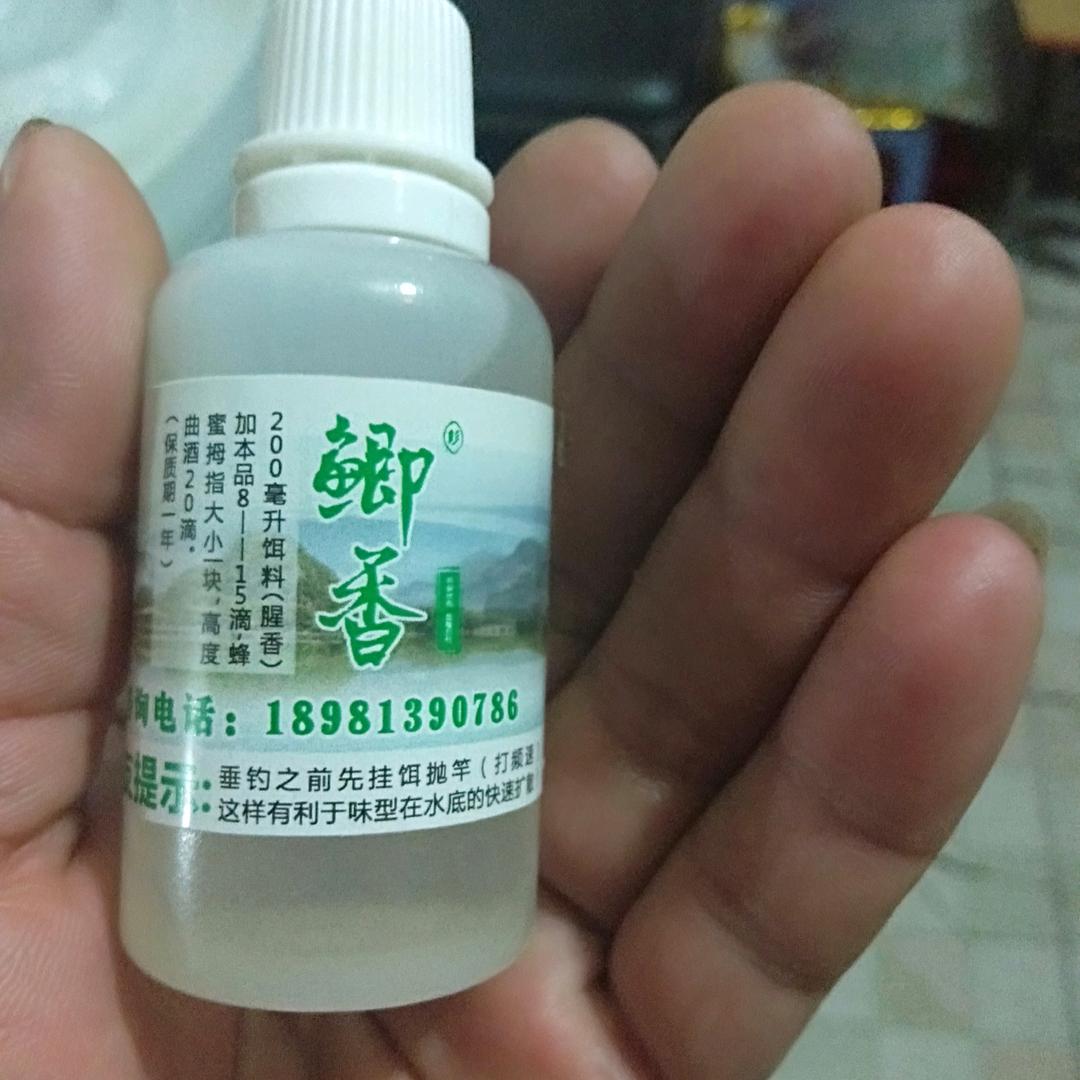 鲫香
200毫升饵料(腥香)
加本品8——15滴,蜂
蜜拇指大小一块,高度
曲酒20滴。
(保质期一年)
询电话:18981390786
提示:垂钓之前先挂饵抛竿(打频速
这样有利于味型在水底的快速扩散